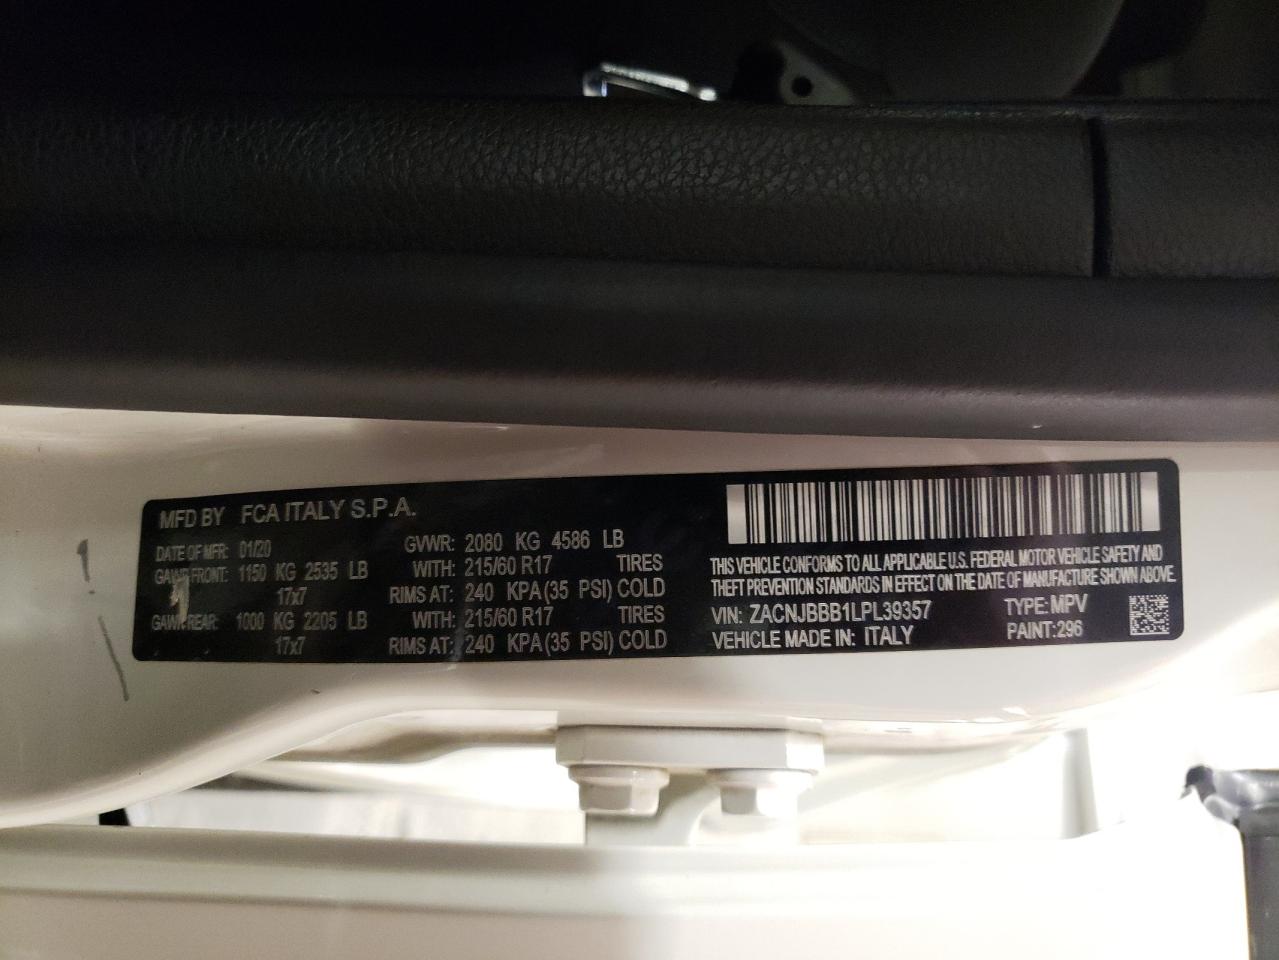 MFD BY FCA ITALY S.P.A.
DATE OF MFR: 01/20 GVWR: 2080 KG 4586 LB
GAWR FRONT: 1150 KG 2535 LB WITH: 215/60 R17 TIRES
17x7 RIMS AT: 240 KPA (35 PSI) COLD
GAWR REAR: 1000 KG 2205 LB WITH: 215/60 R17 TIRES
17x7 RIMS AT: 240 KPA (35 PSI) COLD
THIS VEHICLE CONFORMS TO ALL APPLICABLE U.S. FEDERAL MOTOR VEHICLE SAFETY AND
THEFT PREVENTION STANDARDS IN EFFECT ON THE DATE OF MANUFACTURE SHOWN ABOVE.
VIN: ZACNJBBB1LPL39357 TYPE: MPV
VEHICLE MADE IN: ITALY PAINT: 296